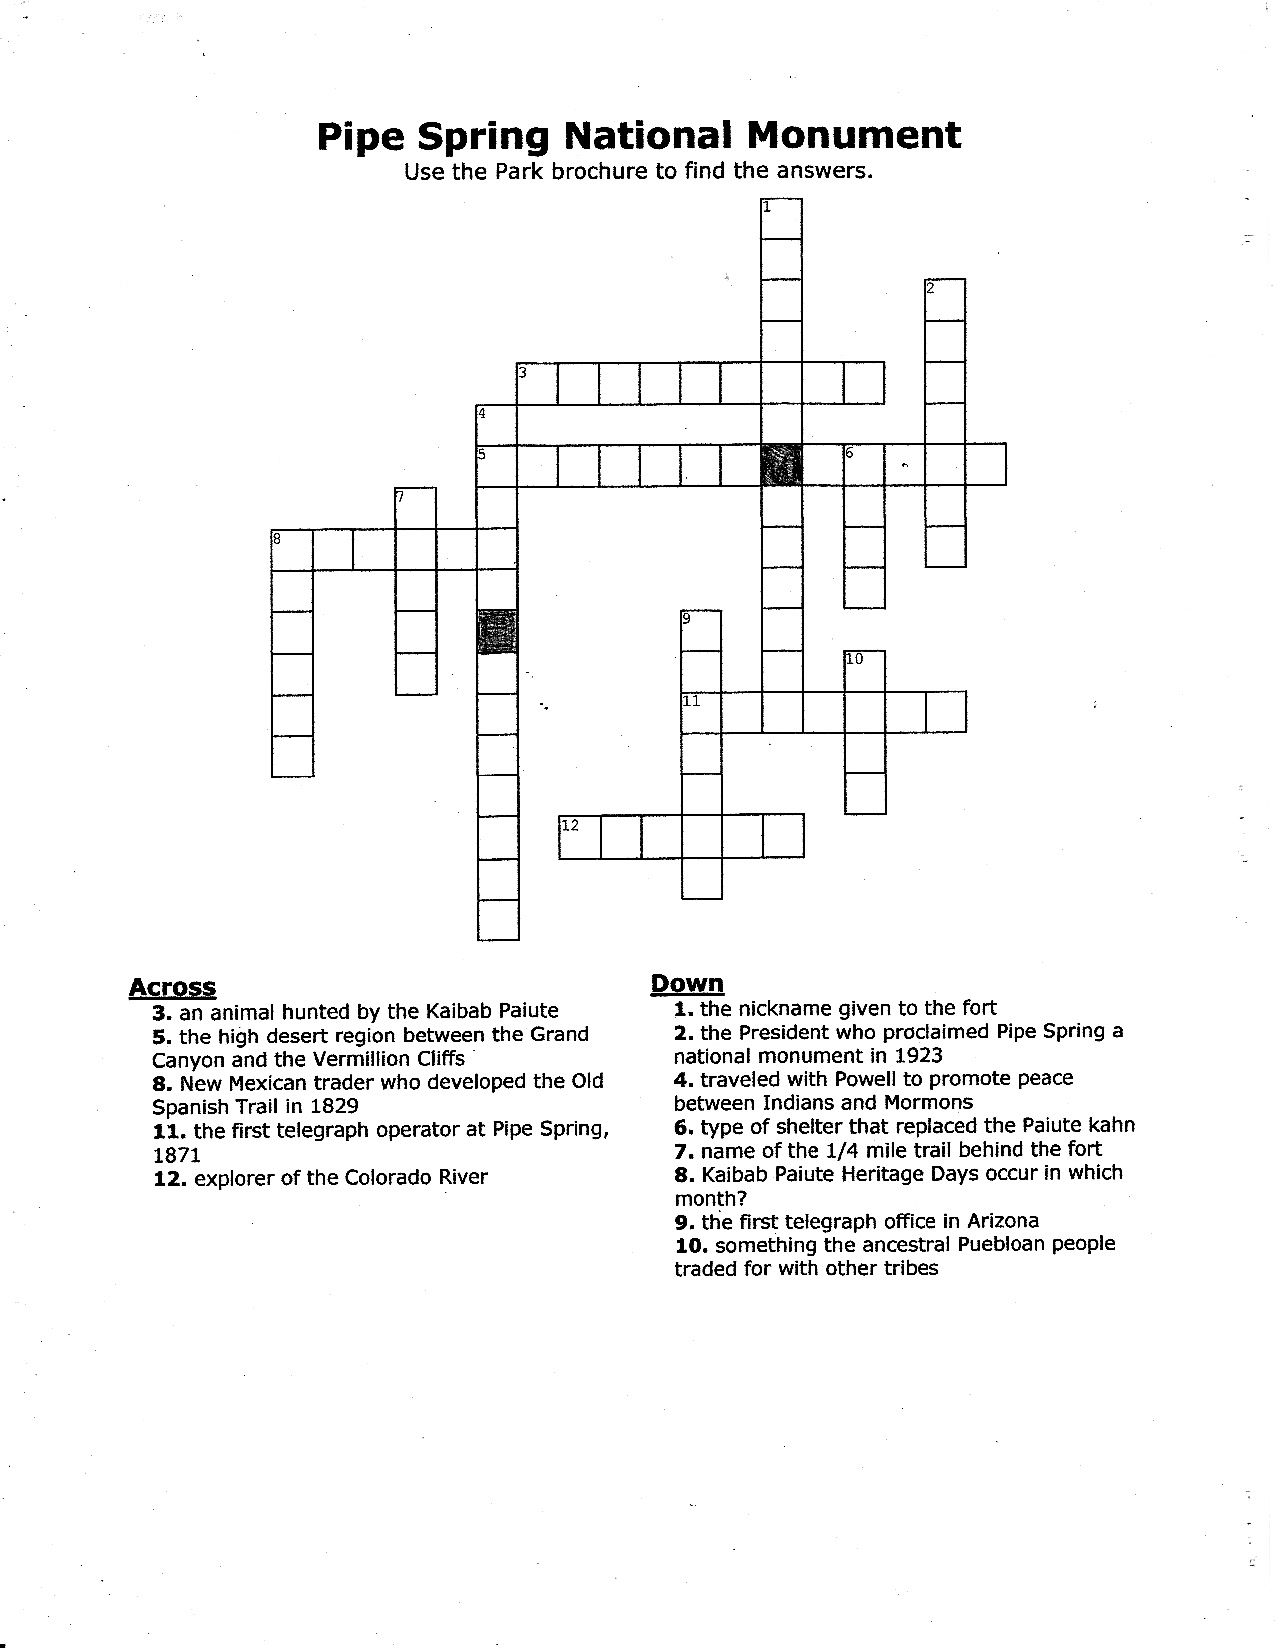 Pipe Spring National Monument
Use the Park brochure to find the answers.
1
2
3
4
5
6
7
8
9
10
11
12
Across
3. an animal hunted by the Kaibab Paiute
5. the high desert region between the Grand
Canyon and the Vermillion Cliffs
8. New Mexican trader who developed the Old
Spanish Trail in 1829
11. the first telegraph operator at Pipe Spring,
1871
12. explorer of the Colorado River
Down
1. the nickname given to the fort
2. the President who proclaimed Pipe Spring a
national monument in 1923
4. traveled with Powell to promote peace
between Indians and Mormons
6. type of shelter that replaced the Paiute kahn
7. name of the 1/4 mile trail behind the fort
8. Kaibab Paiute Heritage Days occur in which
month?
9. the first telegraph office in Arizona
10. something the ancestral Puebloan people
traded for with other tribes